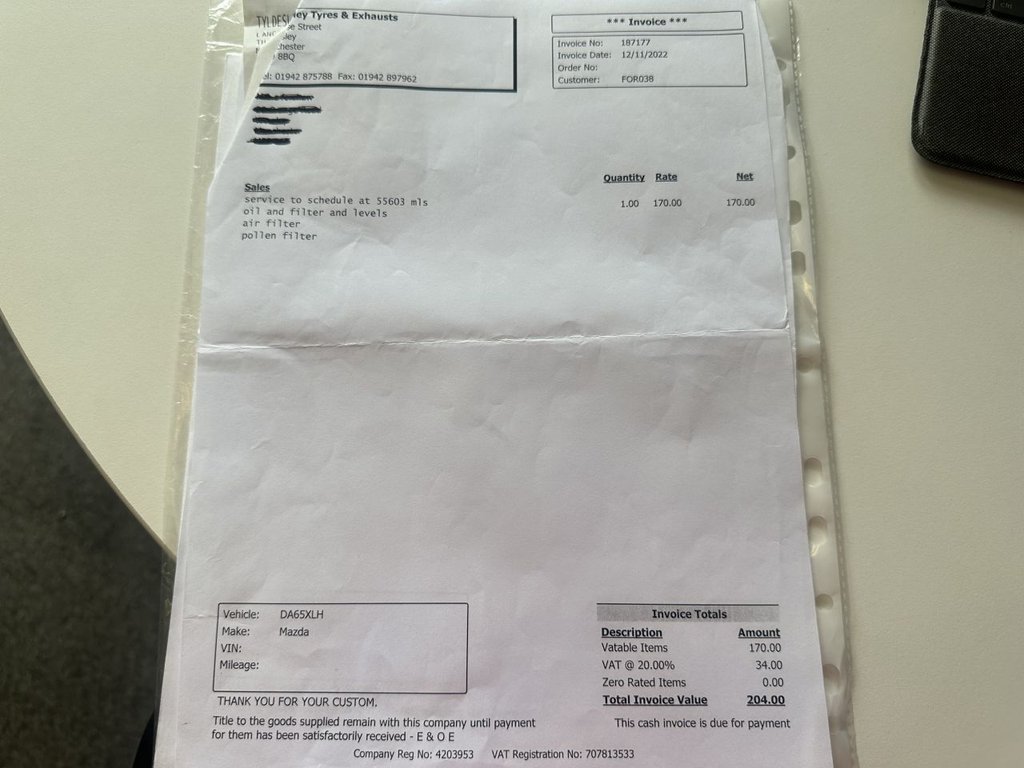 TYLDESL
ley Tyres & Exhausts
se Street
sley
chester
8BQ
el: 01942 875788 Fax: 01942 897962
*** Invoice ***
Invoice No: 187177
Invoice Date: 12/11/2022
Order No:
Customer: FOR038
Sales Quantity Rate Net
service to schedule at 55603 mls 1.00 170.00 170.00
oil and filter and levels
air filter
pollen filter
Vehicle: DA65XLH
Make: Mazda
VIN:
Mileage:
Invoice Totals
Description Amount
Vatable Items 170.00
VAT @ 20.00% 34.00
Zero Rated Items 0.00
Total Invoice Value 204.00
THANK YOU FOR YOUR CUSTOM.
Title to the goods supplied remain with this company until payment
for them has been satisfactorily received - E & O E
This cash invoice is due for payment
Company Reg No: 4203953 VAT Registration No: 707813533